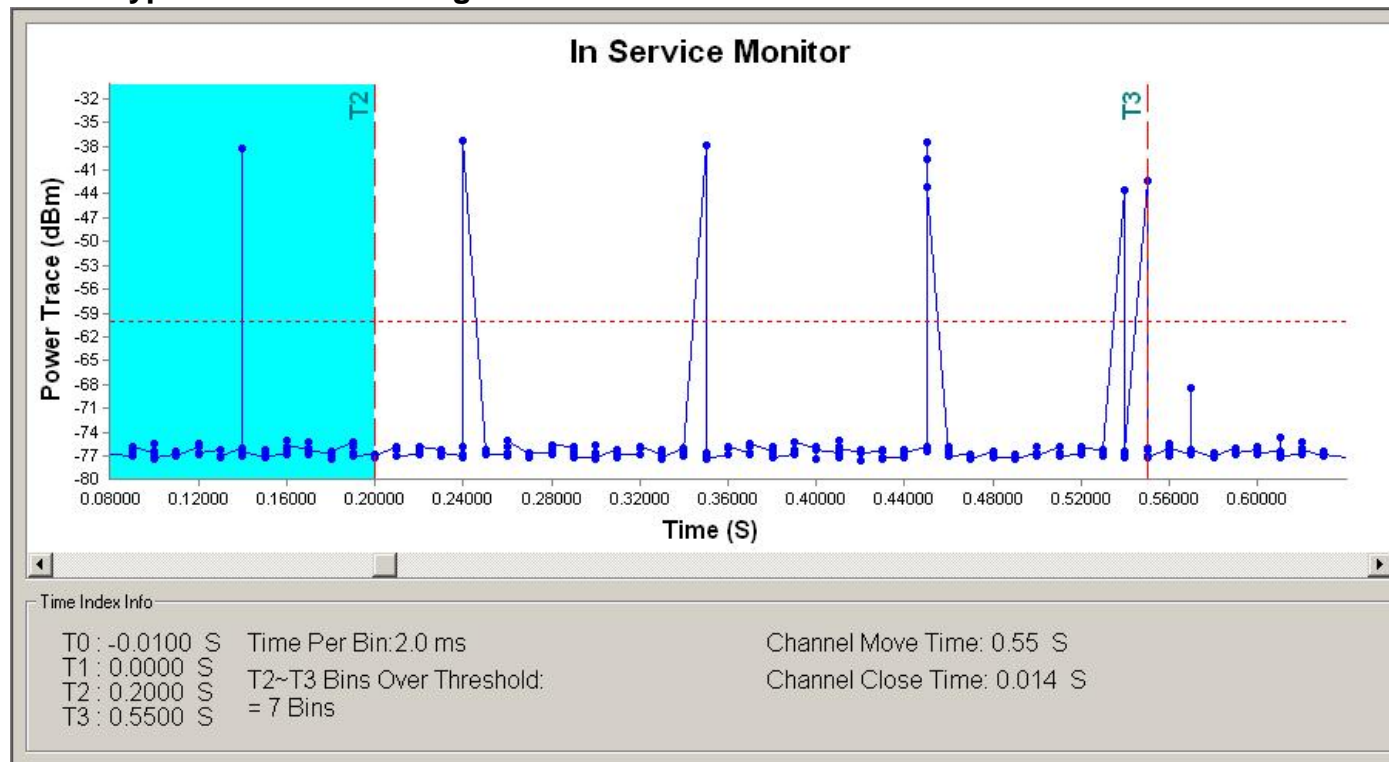 In Service Monitor
T2
T3
Power Trace (dBm)
-32
-35
-38
-41
-44
-47
-50
-53
-56
-59
-62
-65
-68
-71
-74
-77
-80
0.08000 0.12000 0.16000 0.20000 0.24000 0.28000 0.32000 0.36000 0.40000 0.44000 0.48000 0.52000 0.56000 0.60000
Time (S)
Time Index Info
T0 : -0.0100 S
T1 : 0.0000 S
T2 : 0.2000 S
T3 : 0.5500 S
Time Per Bin:2.0 ms
T2~T3 Bins Over Threshold:
= 7 Bins
Channel Move Time: 0.55 S
Channel Close Time: 0.014 S